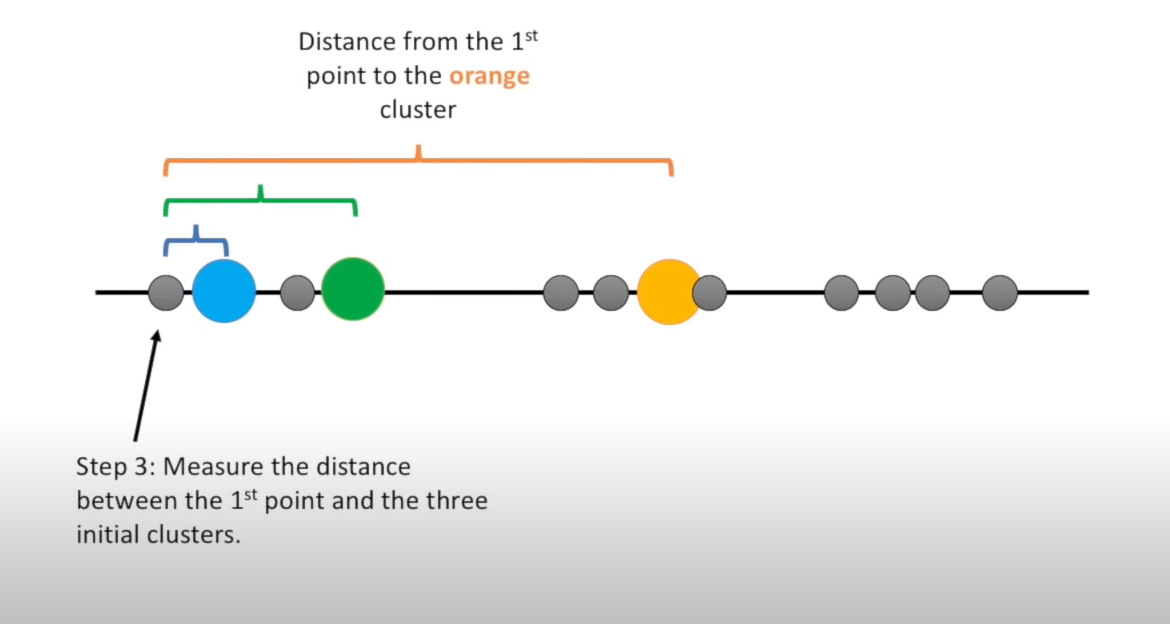 Distance from the 1st
point to the orange
cluster
Step 3: Measure the distance
between the 1st point and the three
initial clusters.